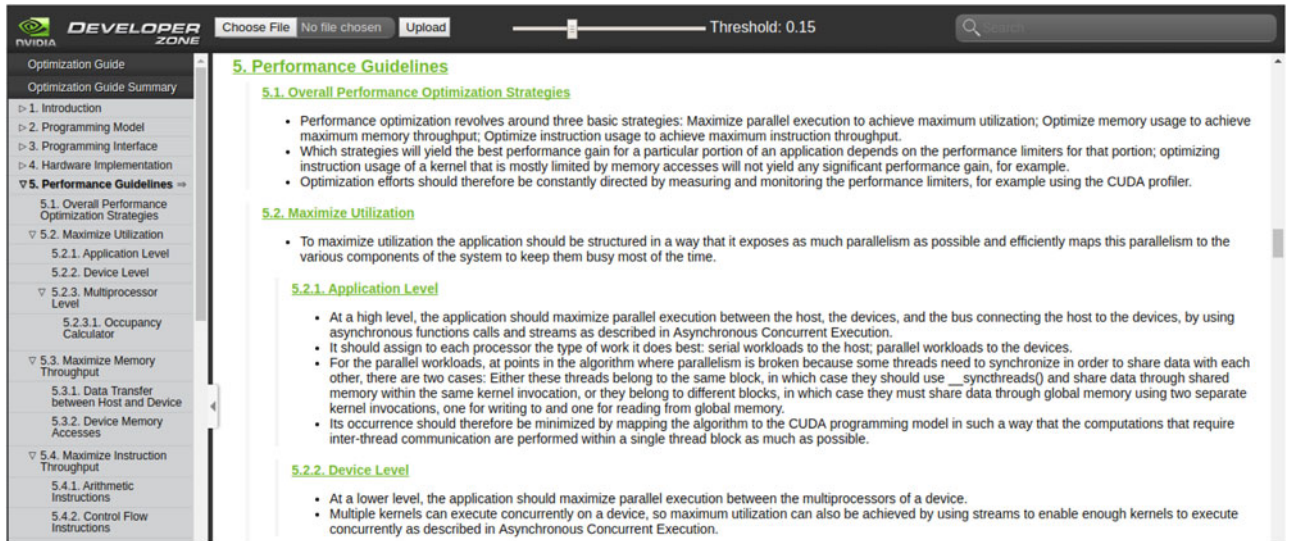 NVIDIA
DEVELOPER
ZONE
Choose File No file chosen Upload Threshold: 0.15 Search
Optimization Guide
Optimization Guide Summary
▷ 1. Introduction
▷ 2. Programming Model
▷ 3. Programming Interface
▷ 4. Hardware Implementation
▽ 5. Performance Guidelines ⇒
5.1. Overall Performance
Optimization Strategies
▽ 5.2. Maximize Utilization
5.2.1. Application Level
5.2.2. Device Level
▽ 5.2.3. Multiprocessor
Level
5.2.3.1. Occupancy
Calculator
▽ 5.3. Maximize Memory
Throughput
5.3.1. Data Transfer
between Host and Device
5.3.2. Device Memory
Accesses
▽ 5.4. Maximize Instruction
Throughput
5.4.1. Arithmetic
Instructions
5.4.2. Control Flow
Instructions
5. Performance Guidelines
5.1. Overall Performance Optimization Strategies
• Performance optimization revolves around three basic strategies: Maximize parallel execution to achieve maximum utilization; Optimize memory usage to achieve
maximum memory throughput; Optimize instruction usage to achieve maximum instruction throughput.
• Which strategies will yield the best performance gain for a particular portion of an application depends on the performance limiters for that portion; optimizing
instruction usage of a kernel that is mostly limited by memory accesses will not yield any significant performance gain, for example.
• Optimization efforts should therefore be constantly directed by measuring and monitoring the performance limiters, for example using the CUDA profiler.
5.2. Maximize Utilization
• To maximize utilization the application should be structured in a way that it exposes as much parallelism as possible and efficiently maps this parallelism to the
various components of the system to keep them busy most of the time.
5.2.1. Application Level
• At a high level, the application should maximize parallel execution between the host, the devices, and the bus connecting the host to the devices, by using
asynchronous functions calls and streams as described in Asynchronous Concurrent Execution.
• It should assign to each processor the type of work it does best: serial workloads to the host; parallel workloads to the devices.
• For the parallel workloads, at points in the algorithm where parallelism is broken because some threads need to synchronize in order to share data with each
other, there are two cases: Either these threads belong to the same block, in which case they should use __syncthreads() and share data through shared
memory within the same kernel invocation, or they belong to different blocks, in which case they must share data through global memory using two separate
kernel invocations, one for writing to and one for reading from global memory.
• Its occurrence should therefore be minimized by mapping the algorithm to the CUDA programming model in such a way that the computations that require
inter-thread communication are performed within a single thread block as much as possible.
5.2.2. Device Level
• At a lower level, the application should maximize parallel execution between the multiprocessors of a device.
• Multiple kernels can execute concurrently on a device, so maximum utilization can also be achieved by using streams to enable enough kernels to execute
concurrently as described in Asynchronous Concurrent Execution.